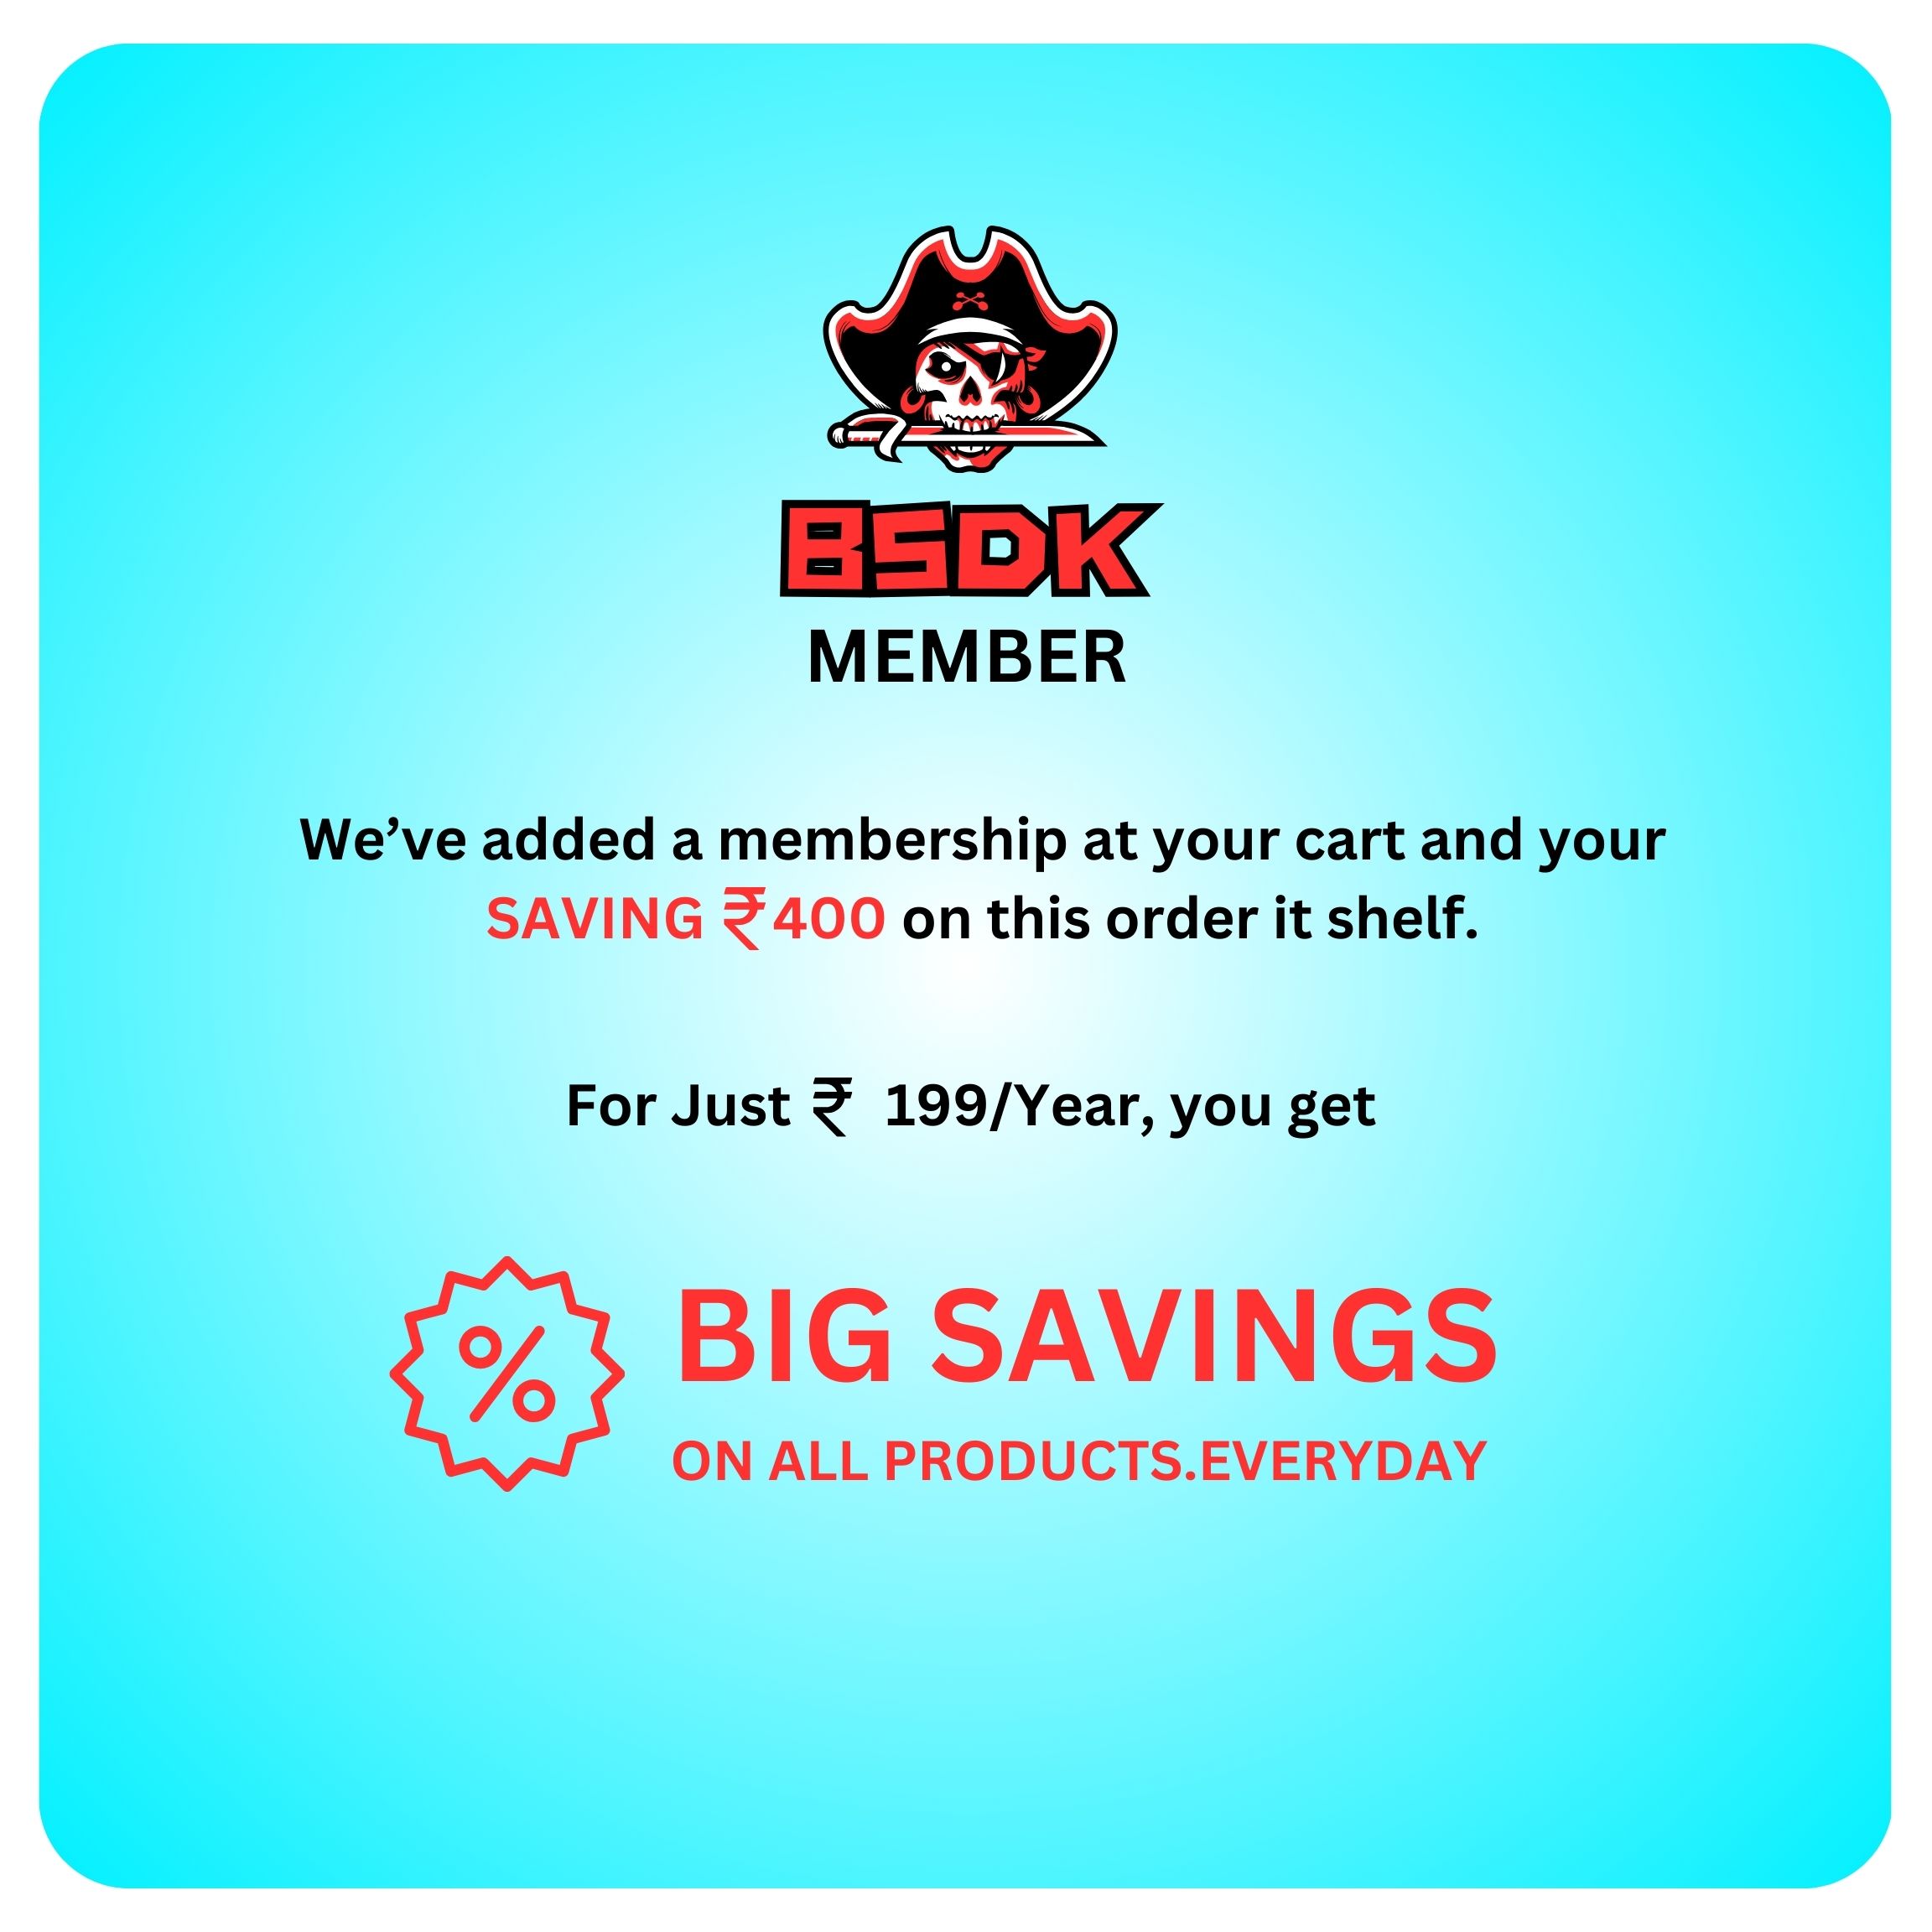 BSDK
MEMBER
We've added a membership at your cart and your
SAVING ₹400 on this order it shelf.
For Just ₹ 199/Year, you get
%
BIG SAVINGS
ON ALL PRODUCTS.EVERYDAY